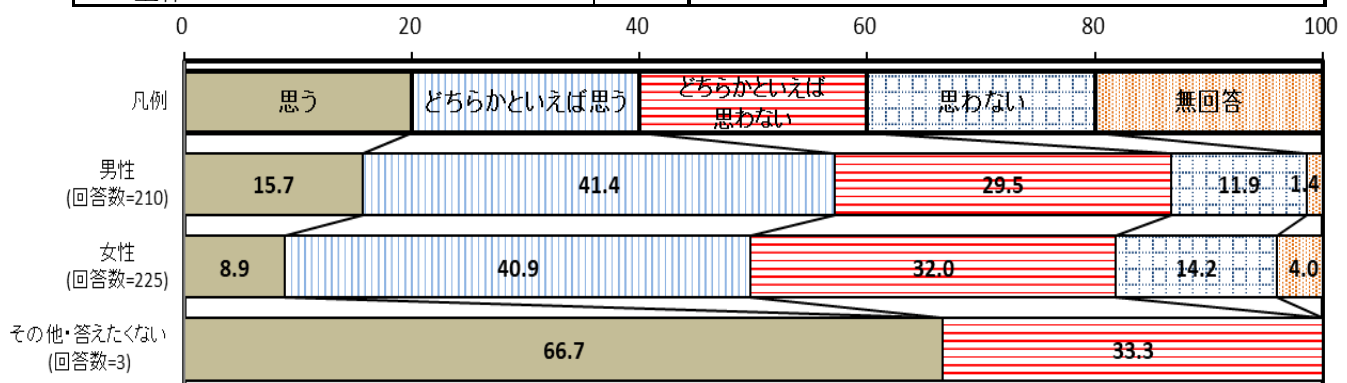 0 20 40 60 80 100
凡例 思う どちらかといえば思う どちらかといえば 思わない 無回答
思わない
男性
(回答数=210)
15.7 41.4 29.5 11.9 1.4
女性
(回答数=225)
8.9 40.9 32.0 14.2 4.0
その他・答えたくない
(回答数=3)
66.7 33.3